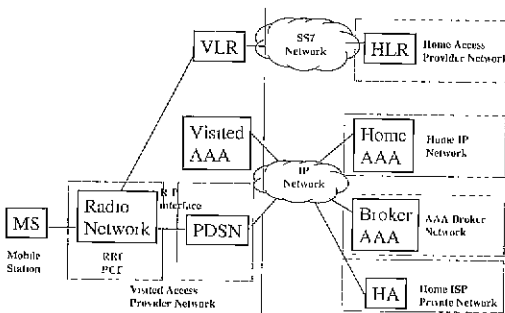 VLR
SS7
Network
HLR
Home Access
Provider Network
Visited
AAA
Home
AAA
Home IP
Network
IP
Network
R-P
interface
Radio
Network
MS
Mobile
Station
PDSN
Broker
AAA
AAA Broker
Network
RRC
PCF
Visited Access
Provider Network
HA
Home ISP
Private Network